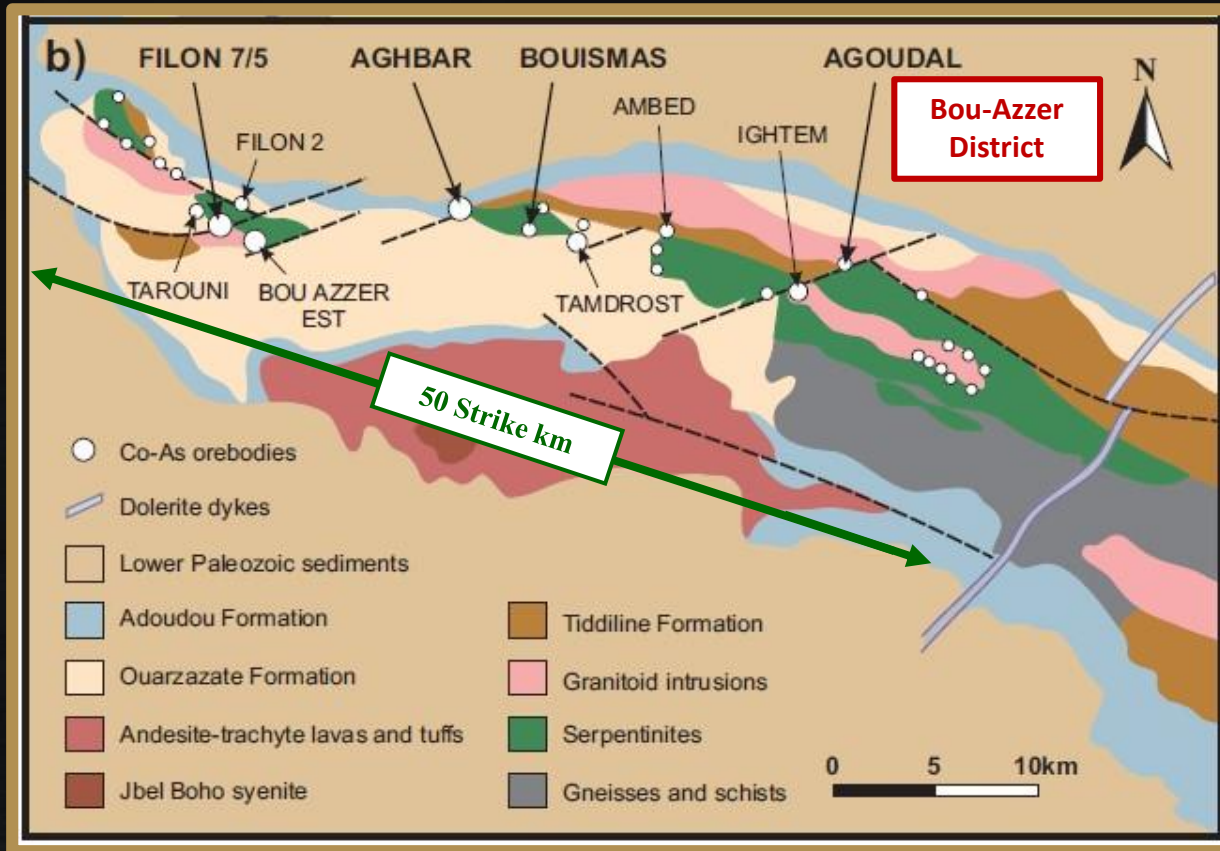 b)
FILON 7/5
AGHBAR
BOUISMAS
AGOUDAL
N
Bou-Azzer
District
AMBED
IGHTEM
FILON 2
TAROUNI
BOU AZZER
EST
TAMDROST
50 Strike km
Co-As orebodies
Dolerite dykes
Lower Paleozoic sediments
Adoudou Formation
Ouarzazate Formation
Andesite-trachyte lavas and tuffs
Jbel Boho syenite
Tiddiline Formation
Granitoid intrusions
Serpentinites
Gneisses and schists
0 5 10km